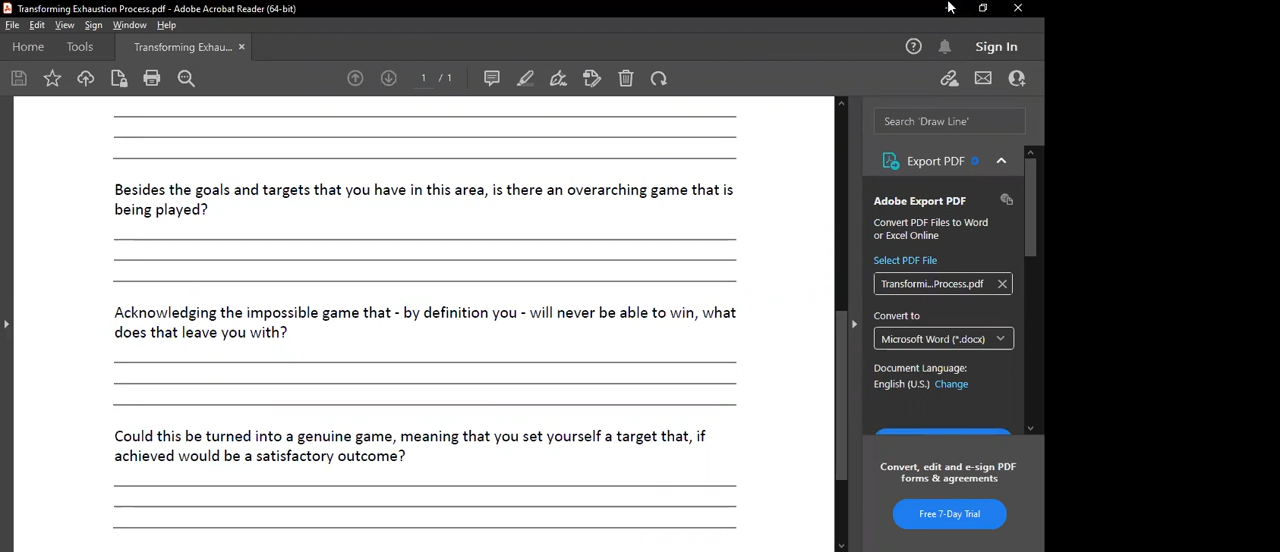 Transforming Exhaustion Process.pdf - Adobe Acrobat Reader (64-bit)
File Edit View Sign Window Help
Home Tools Transforming Exhau... × Sign In
1 / 1
Search 'Draw Line'
Export PDF
Adobe Export PDF
Convert PDF Files to Word
or Excel Online
Select PDF File
Transformi...Process.pdf
Convert to
Microsoft Word (*.docx)
Document Language:
English (U.S.) Change
Convert, edit and e-sign PDF
forms & agreements
Free 7-Day Trial
Besides the goals and targets that you have in this area, is there an overarching game that is
being played?
Acknowledging the impossible game that - by definition you - will never be able to win, what
does that leave you with?
Could this be turned into a genuine game, meaning that you set yourself a target that, if
achieved would be a satisfactory outcome?